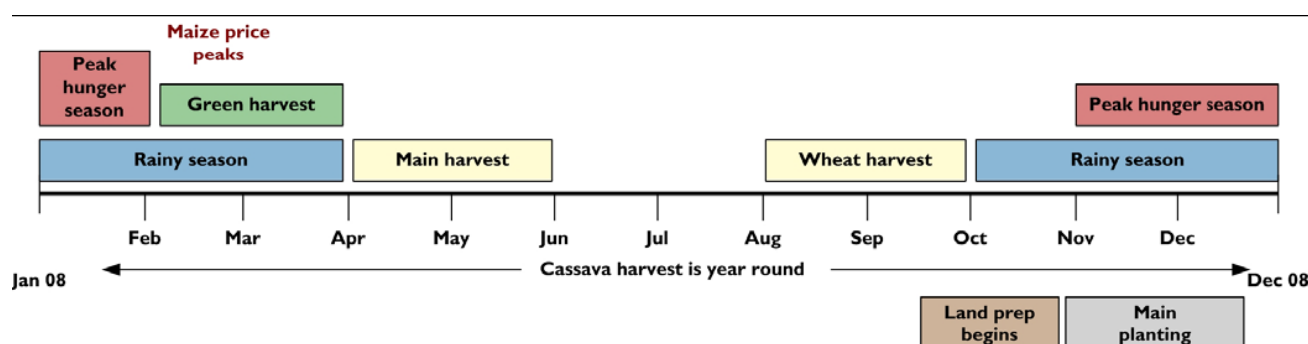 Maize price
peaks
Peak
hunger
season
Green harvest
Peak hunger season
Rainy season
Main harvest
Wheat harvest
Rainy season
Feb
Mar
Apr
May
Jun
Jul
Aug
Sep
Oct
Nov
Dec
Jan 08
Cassava harvest is year round
Dec 08
Land prep
begins
Main
planting